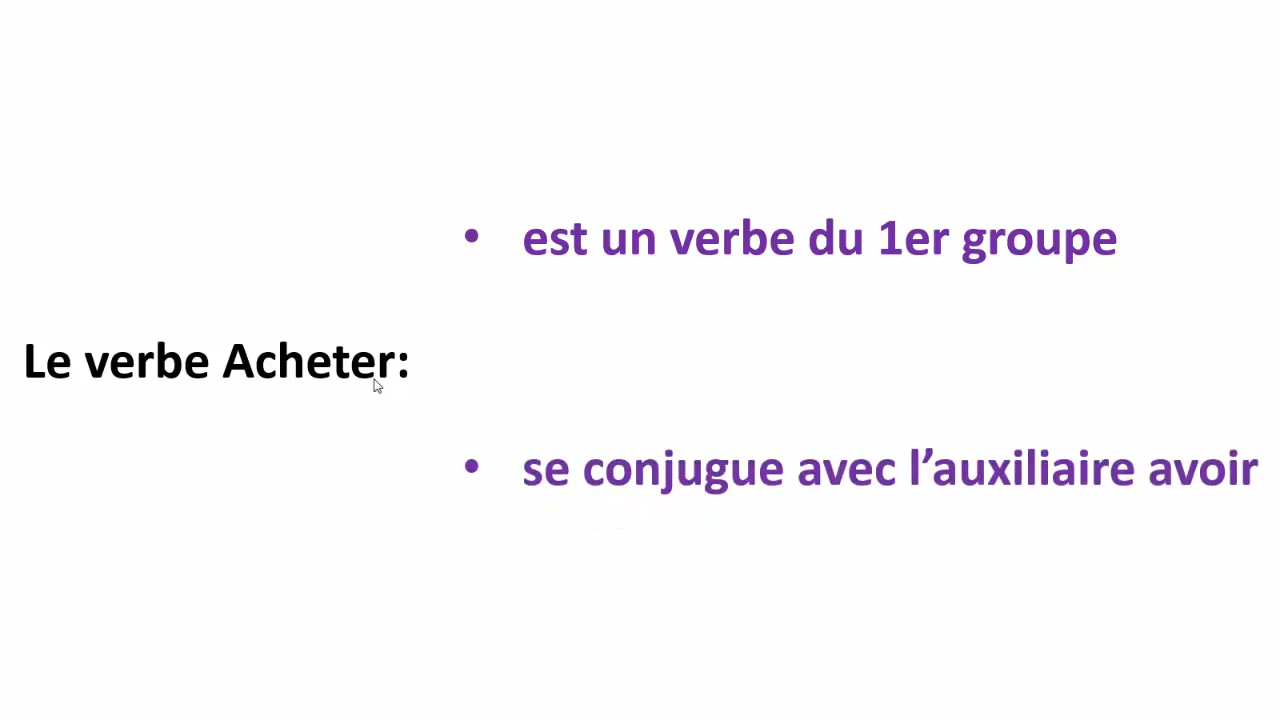 • est un verbe du 1er groupe
Le verbe Acheter:
• se conjugue avec l’auxiliaire avoir